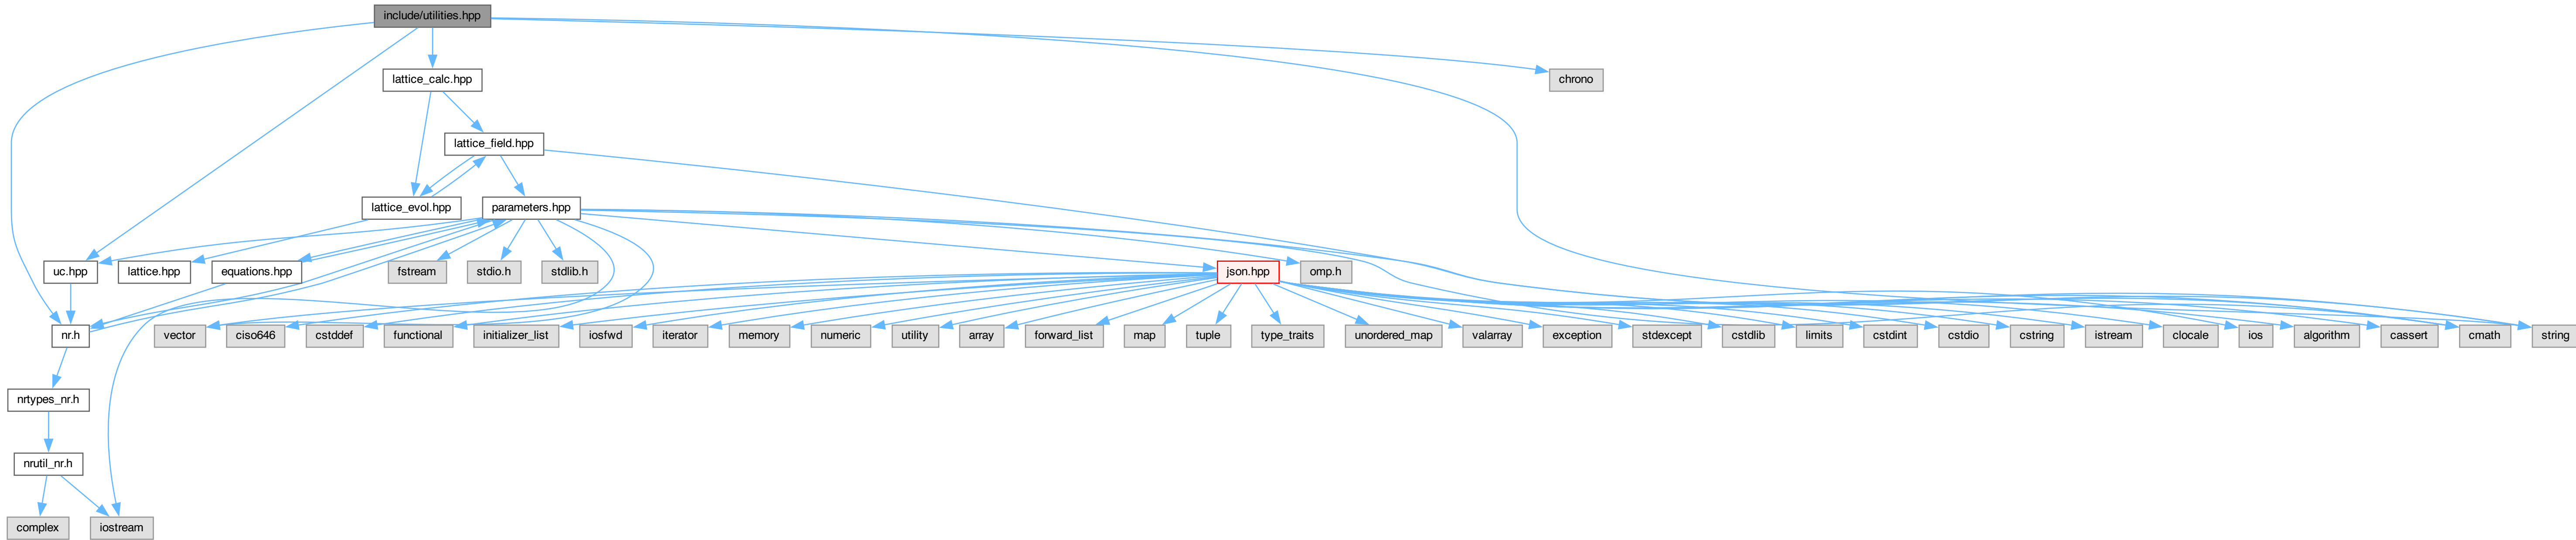 include/utilities.hpp
lattice_calc.hpp
chrono
lattice_field.hpp
lattice_evol.hpp
parameters.hpp
uc.hpp
lattice.hpp
equations.hpp
fstream
stdio.h
stdlib.h
json.hpp
omp.h
nr.h
vector
ciso646
cstddef
functional
initializer_list
iosfwd
iterator
memory
numeric
utility
array
forward_list
map
tuple
type_traits
unordered_map
valarray
exception
stdexcept
cstdlib
limits
cstdint
cstdio
cstring
istream
clocale
ios
algorithm
cassert
cmath
string
nrtypes_nr.h
nrutil_nr.h
complex
iostream